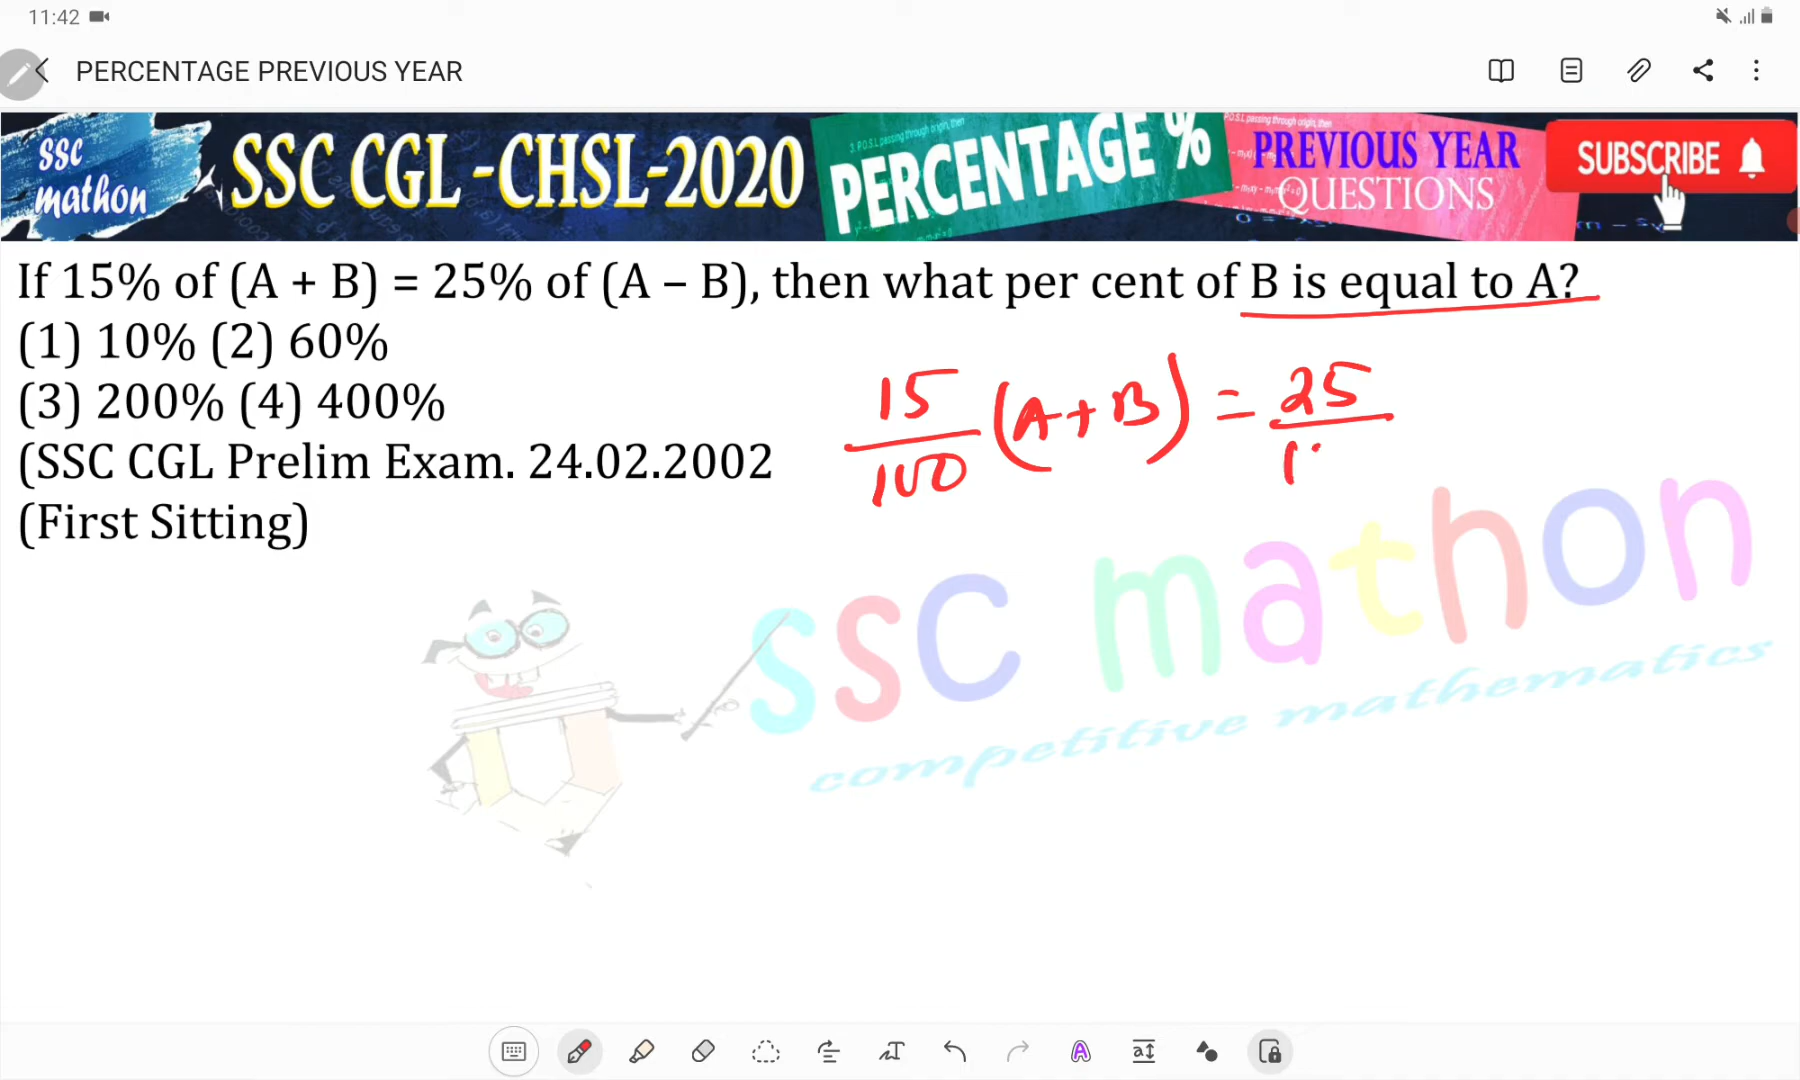 11:42
PERCENTAGE PREVIOUS YEAR
ssc mathon
SSC CGL -CHSL-2020
PERCENTAGE %
PREVIOUS YEAR
QUESTIONS
SUBSCRIBE
If 15% of (A + B) = 25% of (A – B), then what per cent of B is equal to A?
(1) 10% (2) 60%
(3) 200% (4) 400%
(SSC CGL Prelim Exam. 24.02.2002
(First Sitting)
15/100 (A+B) = 25/1
ssc mathon
competitive mathematics